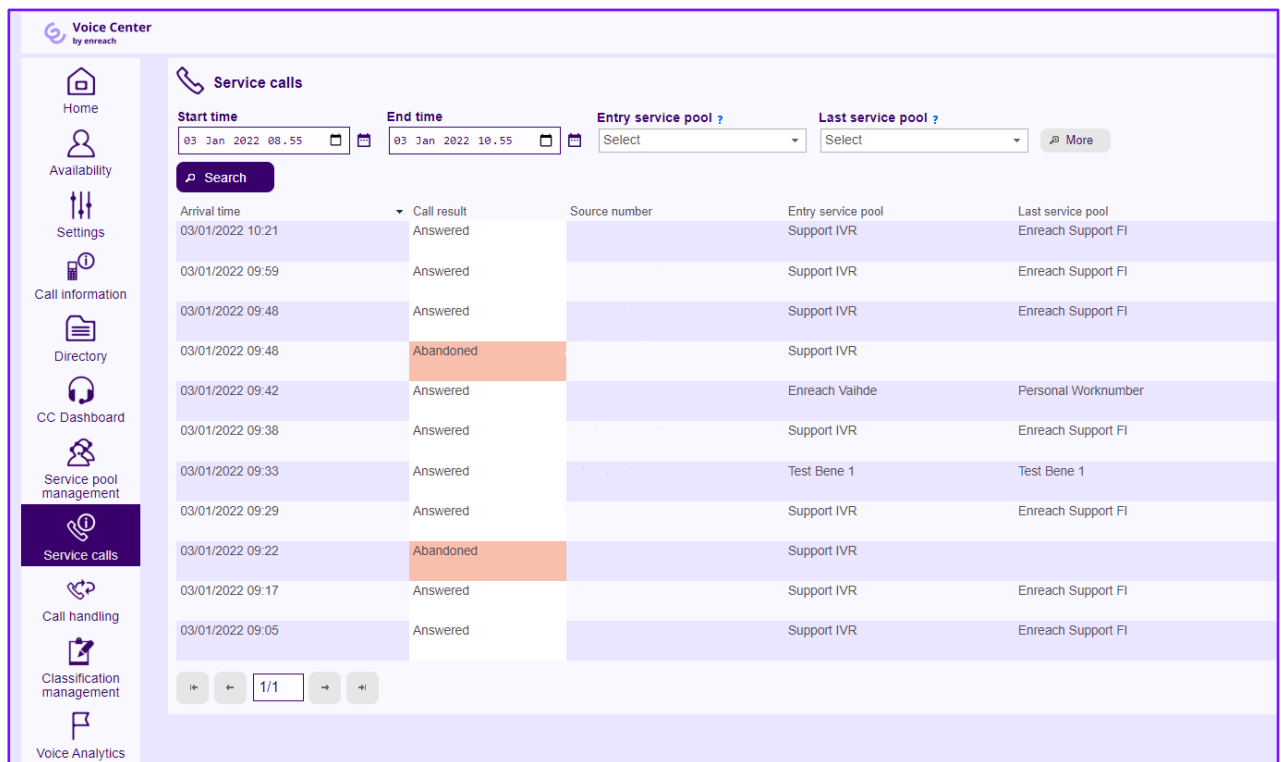 Voice Center
by enreach
Home
Availability
Settings
Call information
Directory
CC Dashboard
Service pool
management
Service calls
Call handling
Classification
management
Voice Analytics
Service calls
Start time End time Entry service pool ? Last service pool ?
03 Jan 2022 08.55 03 Jan 2022 10.55 Select Select More
Search
Arrival time Call result Source number Entry service pool Last service pool
03/01/2022 10:21 Answered Support IVR Enreach Support FI
03/01/2022 09:59 Answered Support IVR Enreach Support FI
03/01/2022 09:48 Answered Support IVR Enreach Support FI
03/01/2022 09:48 Abandoned Support IVR
03/01/2022 09:42 Answered Enreach Vaihde Personal Worknumber
03/01/2022 09:38 Answered Support IVR Enreach Support FI
03/01/2022 09:33 Answered Test Bene 1 Test Bene 1
03/01/2022 09:29 Answered Support IVR Enreach Support FI
03/01/2022 09:22 Abandoned Support IVR
03/01/2022 09:17 Answered Support IVR Enreach Support FI
03/01/2022 09:05 Answered Support IVR Enreach Support FI
1/1